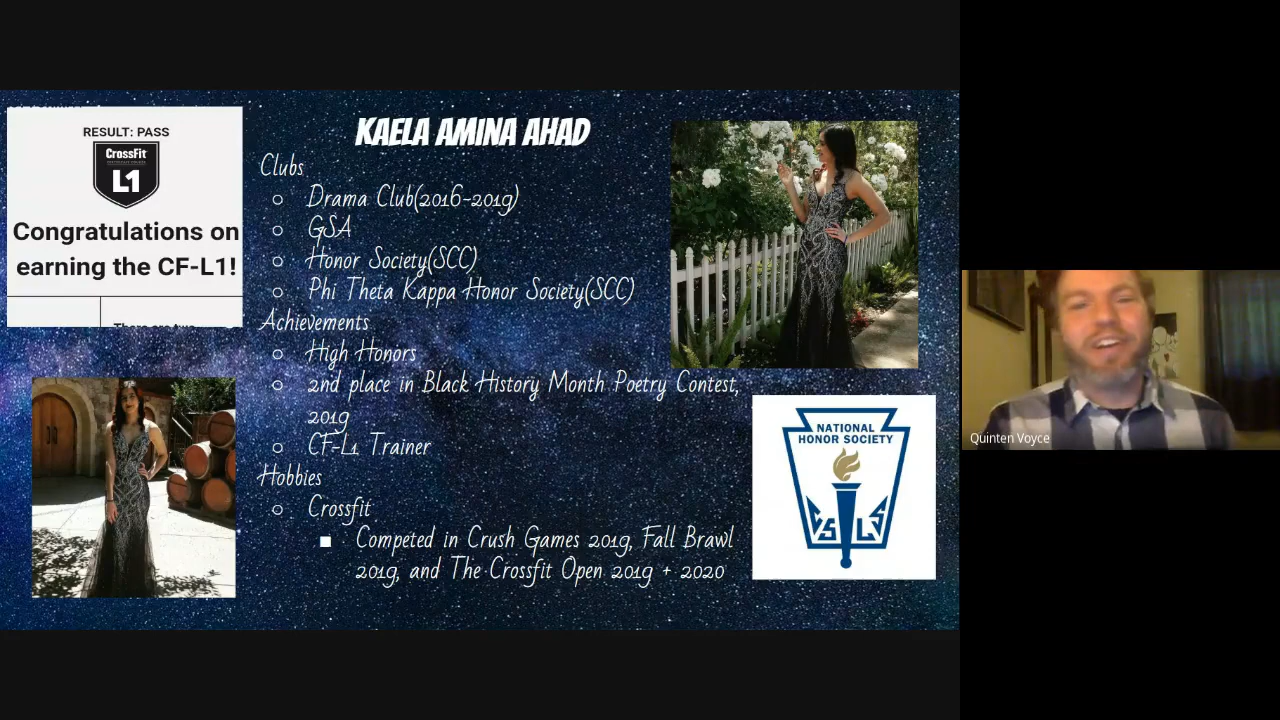 RESULT: PASS
CrossFit
L1
Congratulations on
earning the CF-L1!
KAELA AMINA AHAD
Clubs
Drama Club(2016-2019)
GSA
Honor Society(SCC)
Phi Theta Kappa Honor Society(SCC)
Achievements
High Honors
2nd place in Black History Month Poetry Contest,
2019
CF-L1 Trainer
Hobbies
Crossfit
Competed in Crush Games 2019, Fall Brawl
2019, and The Crossfit Open 2019 + 2020
NATIONAL
HONOR SOCIETY
C S L S
Quinten Voyce